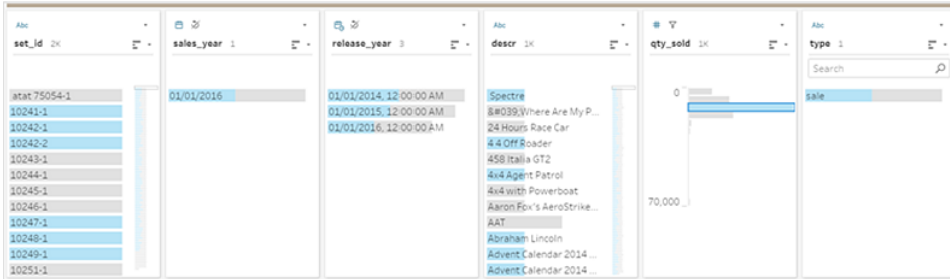 Abc
set_id 2K
atat 75054-1
10241-1
10242-1
10242-2
10243-1
10244-1
10245-1
10246-1
10247-1
10248-1
10249-1
10251-1
sales_year 1
01/01/2016
release_year 3
01/01/2014, 12:00:00 AM
01/01/2015, 12:00:00 AM
01/01/2016, 12:00:00 AM
Abc
descr 1K
Spectre
&#039;Where Are My P...
24 Hours Race Car
4 4 Off Roader
458 Italia GT2
4x4 Agent Patrol
4x4 with Powerboat
Aaron Fox's AeroStrike...
AAT
Abraham Lincoln
Advent Calendar 2014 ...
Advent Calendar 2014 ...
#
qty_sold 1K
0
70,000
Abc
type 1
Search
sale